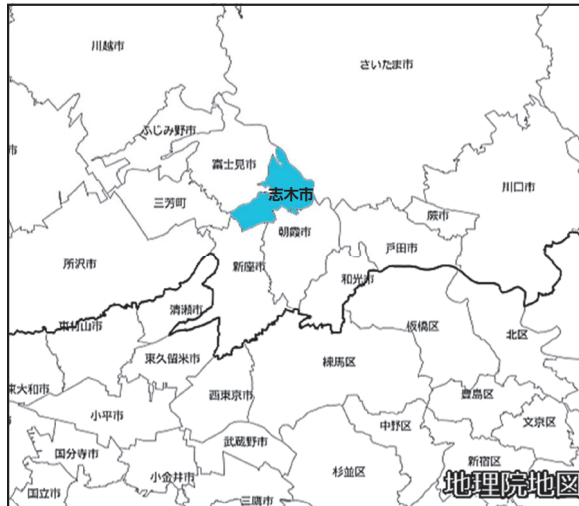 川越市
さいたま市
ふじみ野市
富士見市
志木市
川口市
三芳町
蕨市
朝霞市
戸田市
所沢市
新座市
和光市
清瀬市
東村山市
板橋区
北区
東久留米市
練馬区
東大和市
西東京市
豊島区
小平市
中野区
文京区
武蔵野市
国分寺市
新宿区
小金井市
杉並区
国立市
三鷹市
市
地理院地図